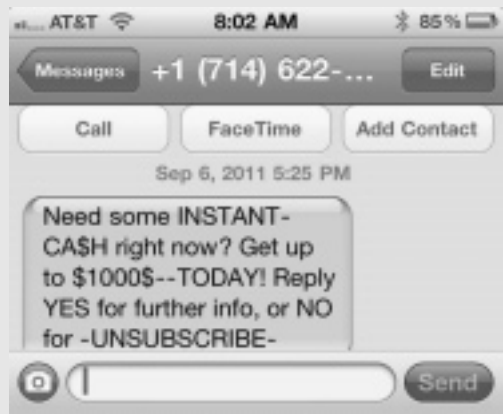 AT&T 8:02 AM 85%
Messages +1 (714) 622-... Edit
Call FaceTime Add Contact
Sep 6, 2011 5:25 PM
Need some INSTANT-
CA$H right now? Get up
to $1000$--TODAY! Reply
YES for further info, or NO
for -UNSUBSCRIBE-
Send